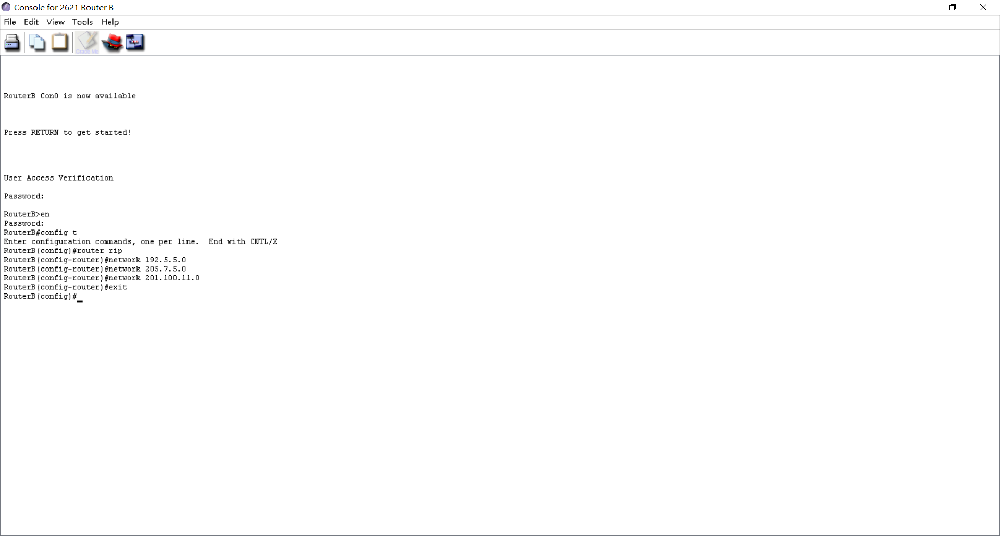 Console for 2621 Router B
File Edit View Tools Help
Grade Me
RouterB Con0 is now available
Press RETURN to get started!
User Access Verification
Password:
RouterB>en
Password:
RouterB#config t
Enter configuration commands, one per line.  End with CNTL/Z
RouterB(config)#router rip
RouterB(config-router)#network 192.5.5.0
RouterB(config-router)#network 205.7.5.0
RouterB(config-router)#network 201.100.11.0
RouterB(config-router)#exit
RouterB(config)#